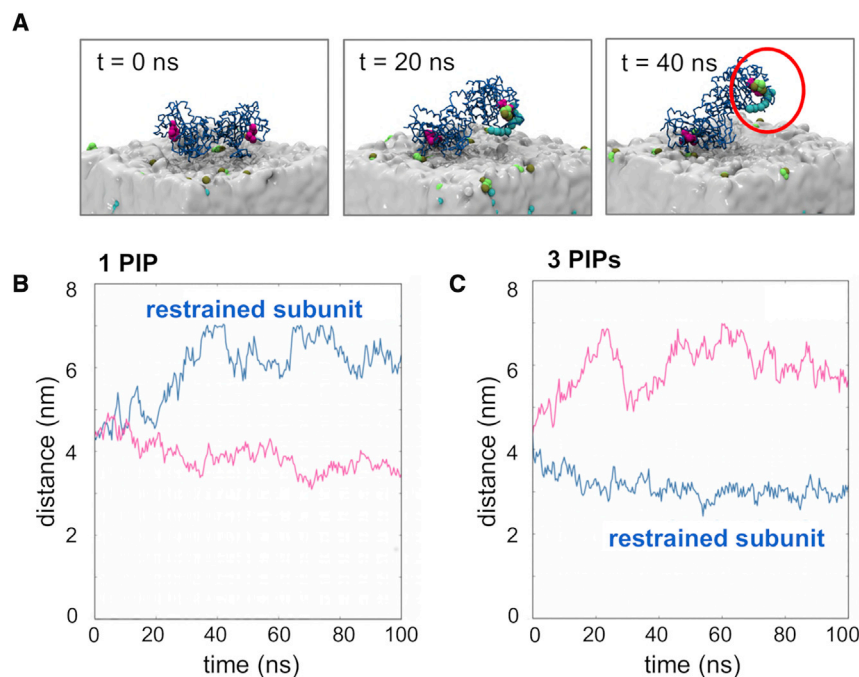 A
t = 0 ns
t = 20 ns
t = 40 ns
1 PIP
B
8
restrained subunit
6
distance (nm)
4
2
0
0 20 40 60 80 100
time (ns)
3 PIPs
C
8
6
distance (nm)
4
2
restrained subunit
0
0 20 40 60 80 100
time (ns)